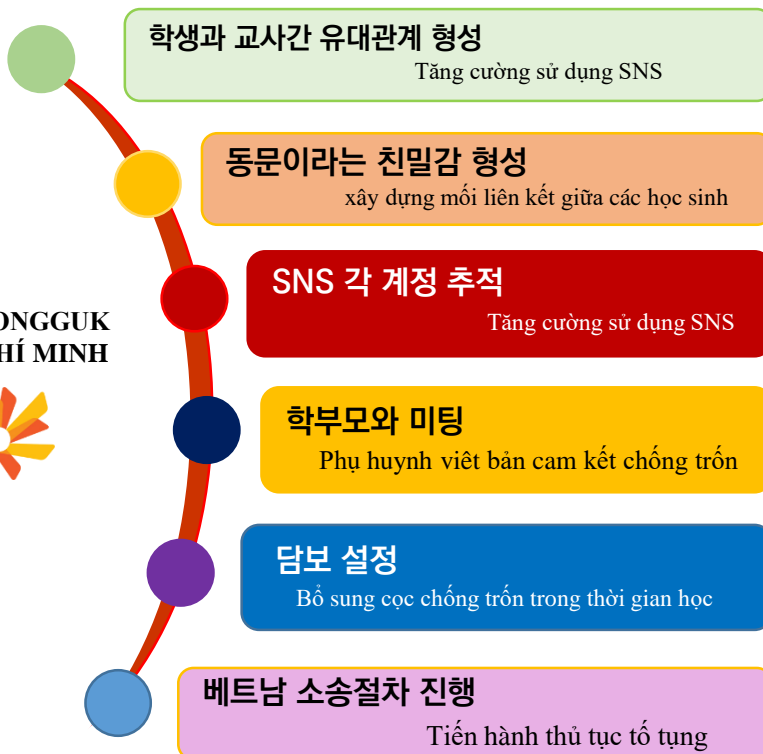 학생과 교사간 유대관계 형성
Tăng cường sử dụng SNS
동문이라는 친밀감 형성
xây dựng mối liên kết giữa các học sinh
SNS 각 계정 추적
Tăng cường sử dụng SNS
ONGGUK
HÍ MINH
학부모와 미팅
Phụ huynh viêt bản cam kết chống trốn
담보 설정
Bổ sung cọc chống trốn trong thời gian học
베트남 소송절차 진행
Tiến hành thủ tục tố tụng